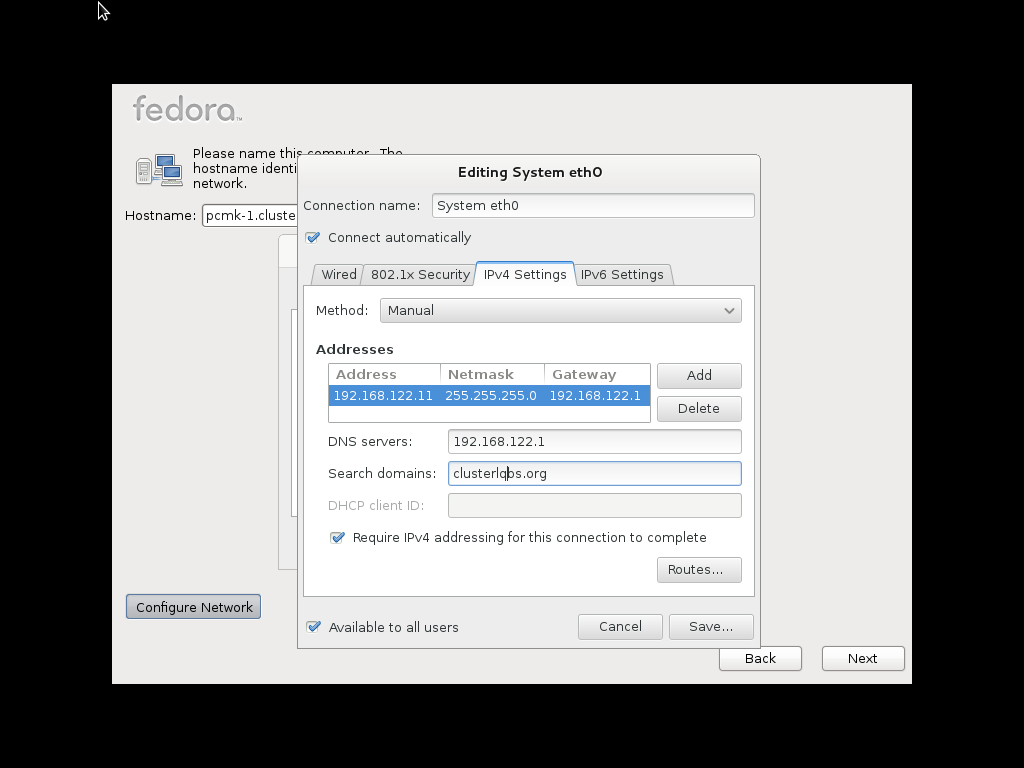 fedora™
Please name this computer. The
hostname identi
network.
Hostname: pcmk-1.cluste
Editing System eth0
Connection name: System eth0
Connect automatically
Wired 802.1x Security IPv4 Settings IPv6 Settings
Method: Manual
Addresses
Address Netmask Gateway
192.168.122.11 255.255.255.0 192.168.122.1
Add
Delete
DNS servers: 192.168.122.1
Search domains: clusterlqbs.org
DHCP client ID:
Require IPv4 addressing for this connection to complete
Routes...
Configure Network
Available to all users
Cancel Save...
Back Next